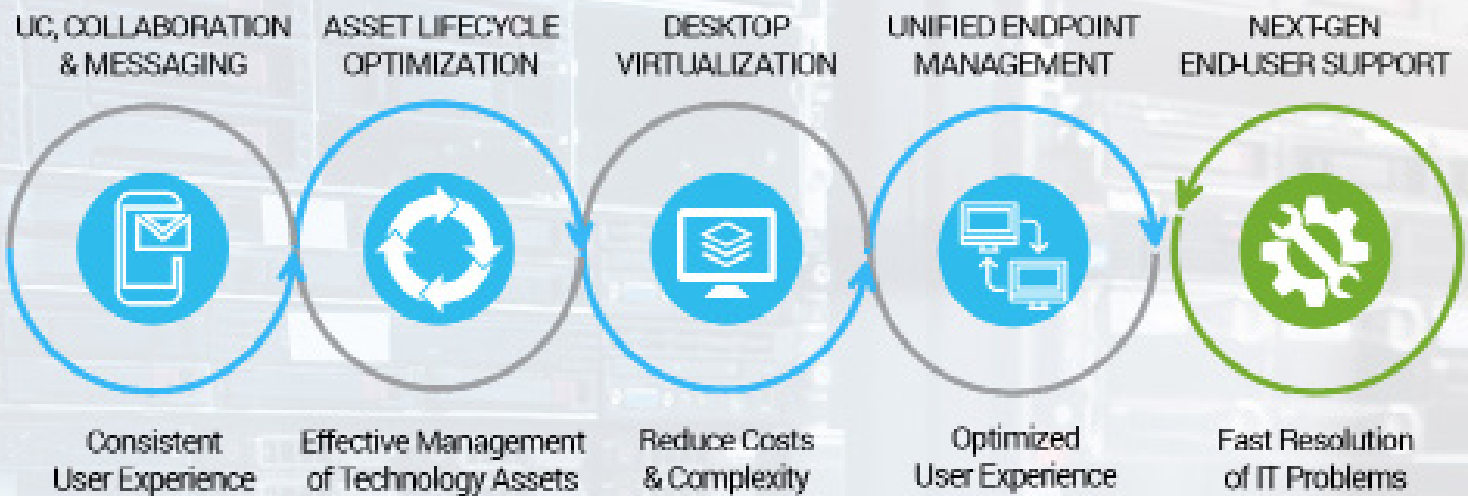 UC, COLLABORATION
& MESSAGING
ASSET LIFECYCLE
OPTIMIZATION
DESKTOP
VIRTUALIZATION
UNIFIED ENDPOINT
MANAGEMENT
NEXT-GEN
END-USER SUPPORT
Consistent
User Experience
Effective Management
of Technology Assets
Reduce Costs
& Complexity
Optimized
User Experience
Fast Resolution
of IT Problems